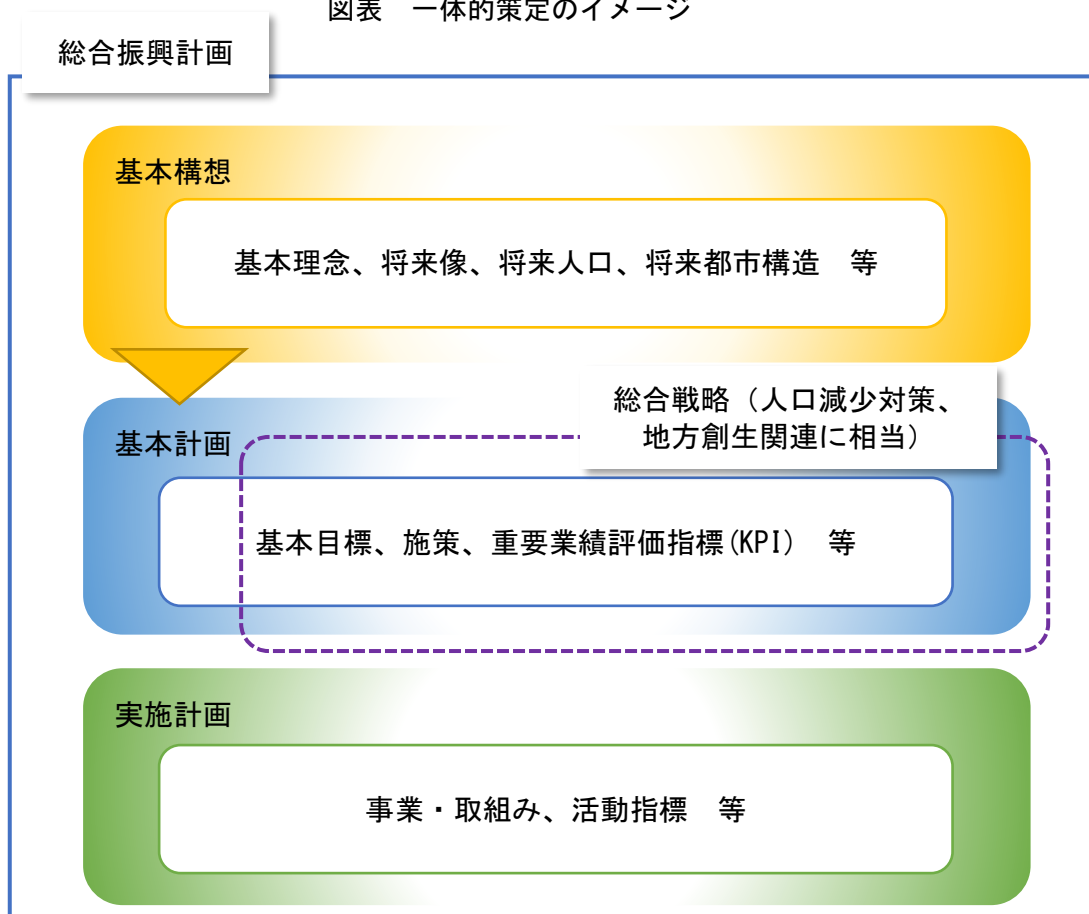 図表　一体的策定のイメージ
総合振興計画
基本構想
基本理念、将来像、将来人口、将来都市構造　等
総合戦略（人口減少対策、
地方創生関連に相当）
基本計画
基本目標、施策、重要業績評価指標(KPI)　等
実施計画
事業・取組み、活動指標　等